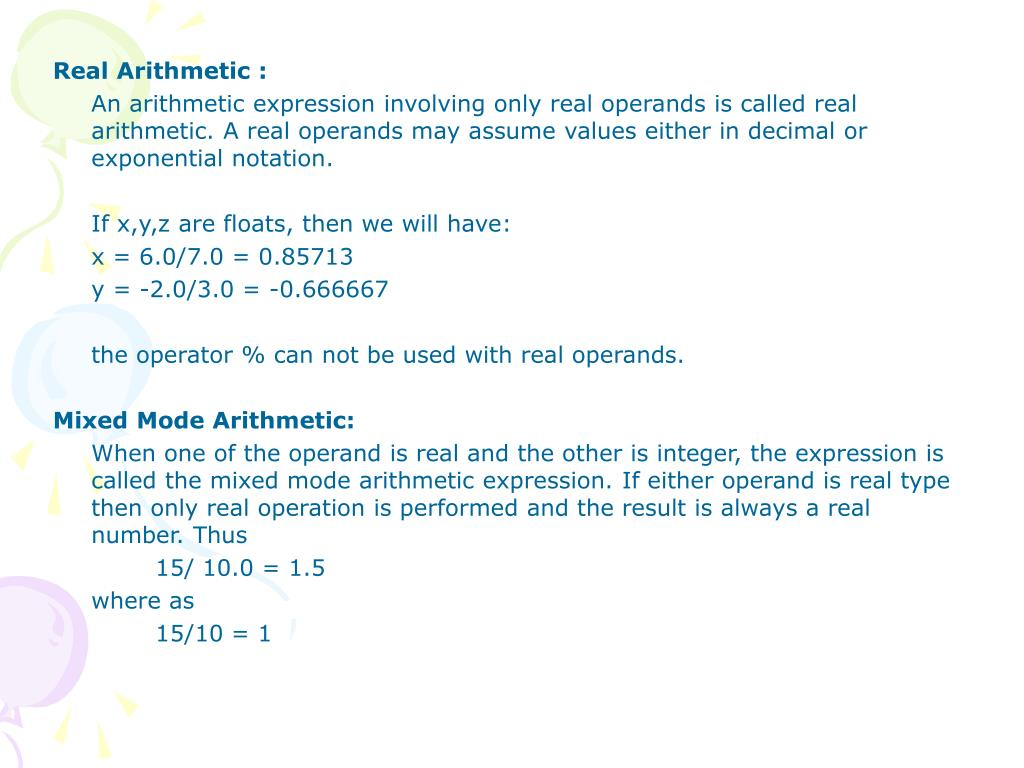 Real Arithmetic :
An arithmetic expression involving only real operands is called real
arithmetic. A real operands may assume values either in decimal or
exponential notation.
If x,y,z are floats, then we will have:
x = 6.0/7.0 = 0.85713
y = -2.0/3.0 = -0.666667
the operator % can not be used with real operands.
Mixed Mode Arithmetic:
When one of the operand is real and the other is integer, the expression is
called the mixed mode arithmetic expression. If either operand is real type
then only real operation is performed and the result is always a real
number. Thus
15/ 10.0 = 1.5
where as
15/10 = 1